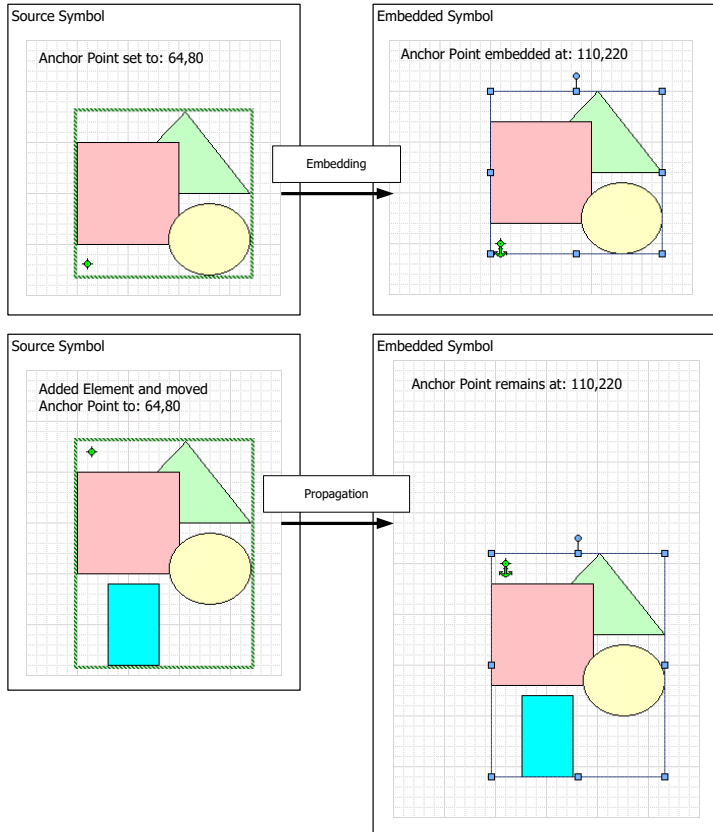 Source Symbol
Anchor Point set to: 64,80
Embedding
Embedded Symbol
Anchor Point embedded at: 110,220
Source Symbol
Added Element and moved
Anchor Point to: 64,80
Propagation
Embedded Symbol
Anchor Point remains at: 110,220